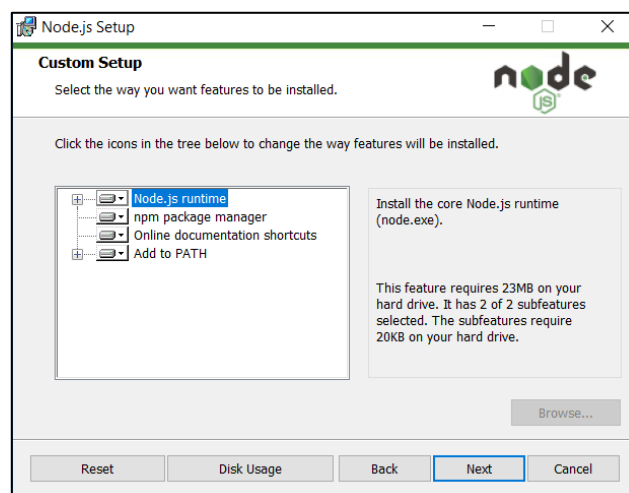 Node.js Setup
Custom Setup
Select the way you want features to be installed.
node
JS
Click the icons in the tree below to change the way features will be installed.
Node.js runtime
npm package manager
Online documentation shortcuts
Add to PATH
Install the core Node.js runtime
(node.exe).
This feature requires 23MB on your
hard drive. It has 2 of 2 subfeatures
selected. The subfeatures require
20KB on your hard drive.
Browse...
Reset Disk Usage Back Next Cancel